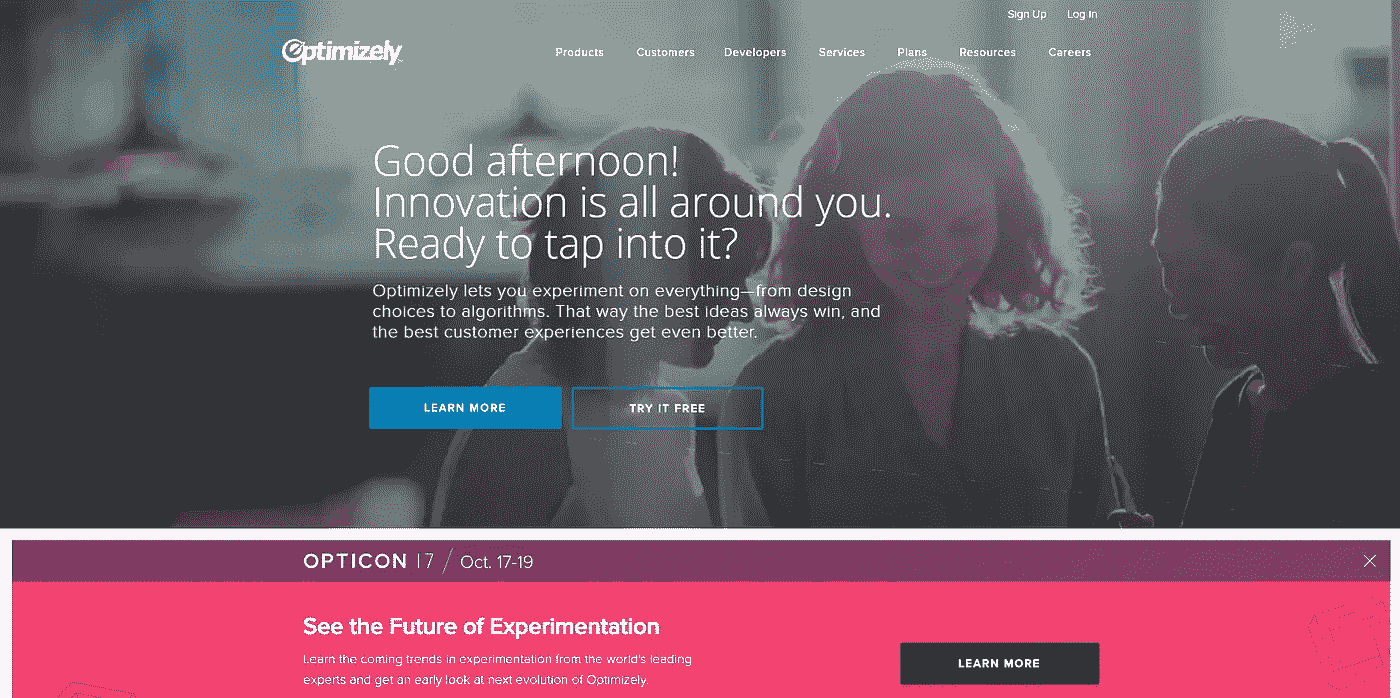 Sign Up Log In
Optimizely
Products Customers Developers Services Plans Resources Careers
Good afternoon!
Innovation is all around you.
Ready to tap into it?
Optimizely lets you experiment on everything—from design
choices to algorithms. That way the best ideas always win, and
the best customer experiences get even better.
LEARN MORE TRY IT FREE
OPTICON 17 / Oct. 17-19
See the Future of Experimentation
Learn the coming trends in experimentation from the world's leading
experts and get an early look at next evolution of Optimizely.
LEARN MORE